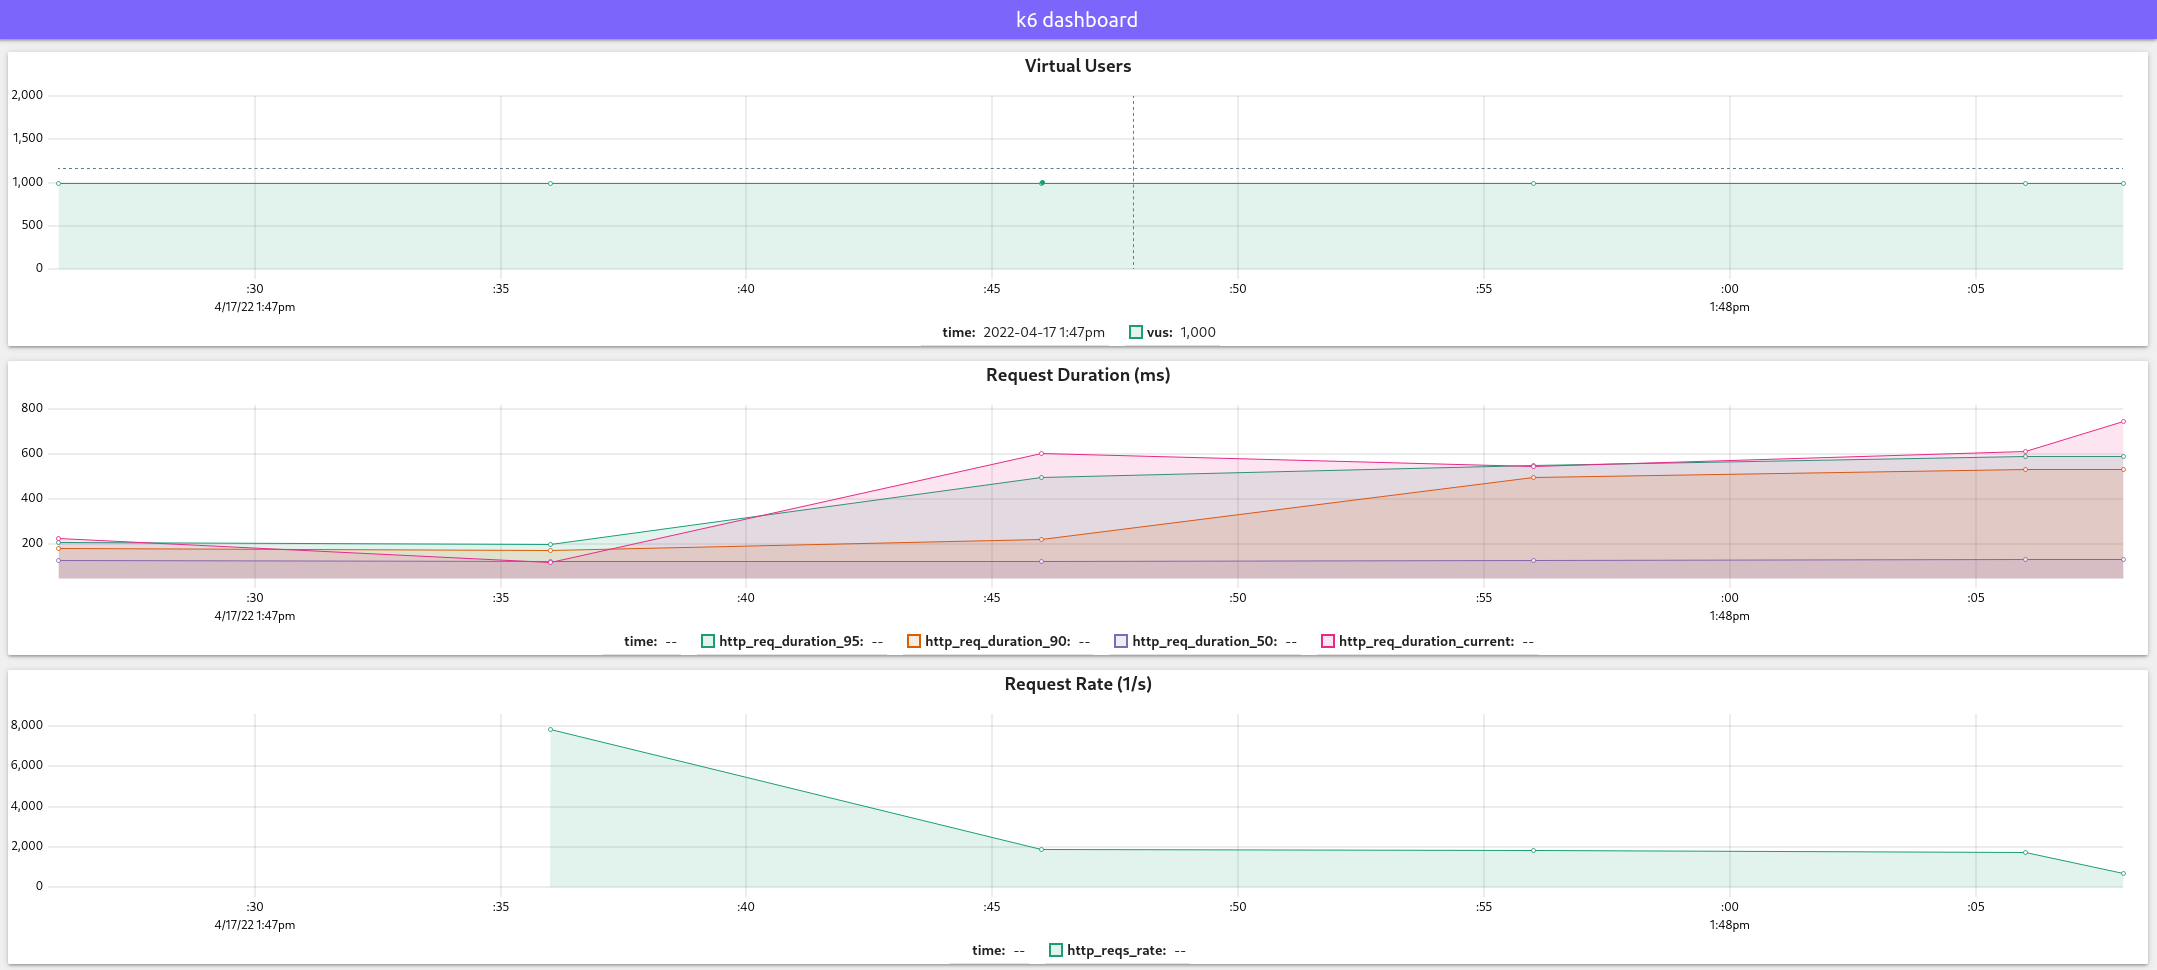 k6 dashboard
Virtual Users
2,000
1,500
1,000
500
0
:30 :35 :40 :45 :50 :55 :00 :05
4/17/22 1:47pm 1:48pm
time: 2022-04-17 1:47pm vus: 1,000
Request Duration (ms)
800
600
400
200
:30 :35 :40 :45 :50 :55 :00 :05
4/17/22 1:47pm 1:48pm
time: -- http_req_duration_95: -- http_req_duration_90: -- http_req_duration_50: -- http_req_duration_current: --
Request Rate (1/s)
8,000
6,000
4,000
2,000
0
:30 :35 :40 :45 :50 :55 :00 :05
4/17/22 1:47pm 1:48pm
time: -- http_reqs_rate: --